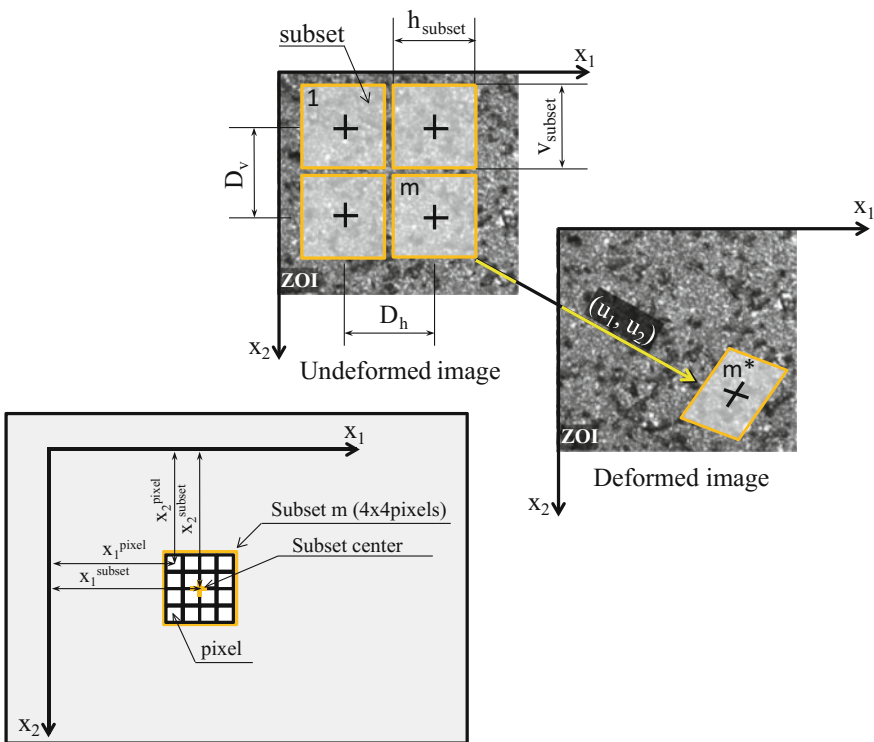 subset
h_subset
x_1
1
v_subset
D_v
m
ZOI
D_h
x_2
Undeformed image
x_1
(u_1, u_2)
m*
ZOI
Deformed image
x_2
x_1
x_2^pixel
x_2^subset
Subset m (4x4pixels)
x_1^pixel
Subset center
x_1^subset
pixel
x_2